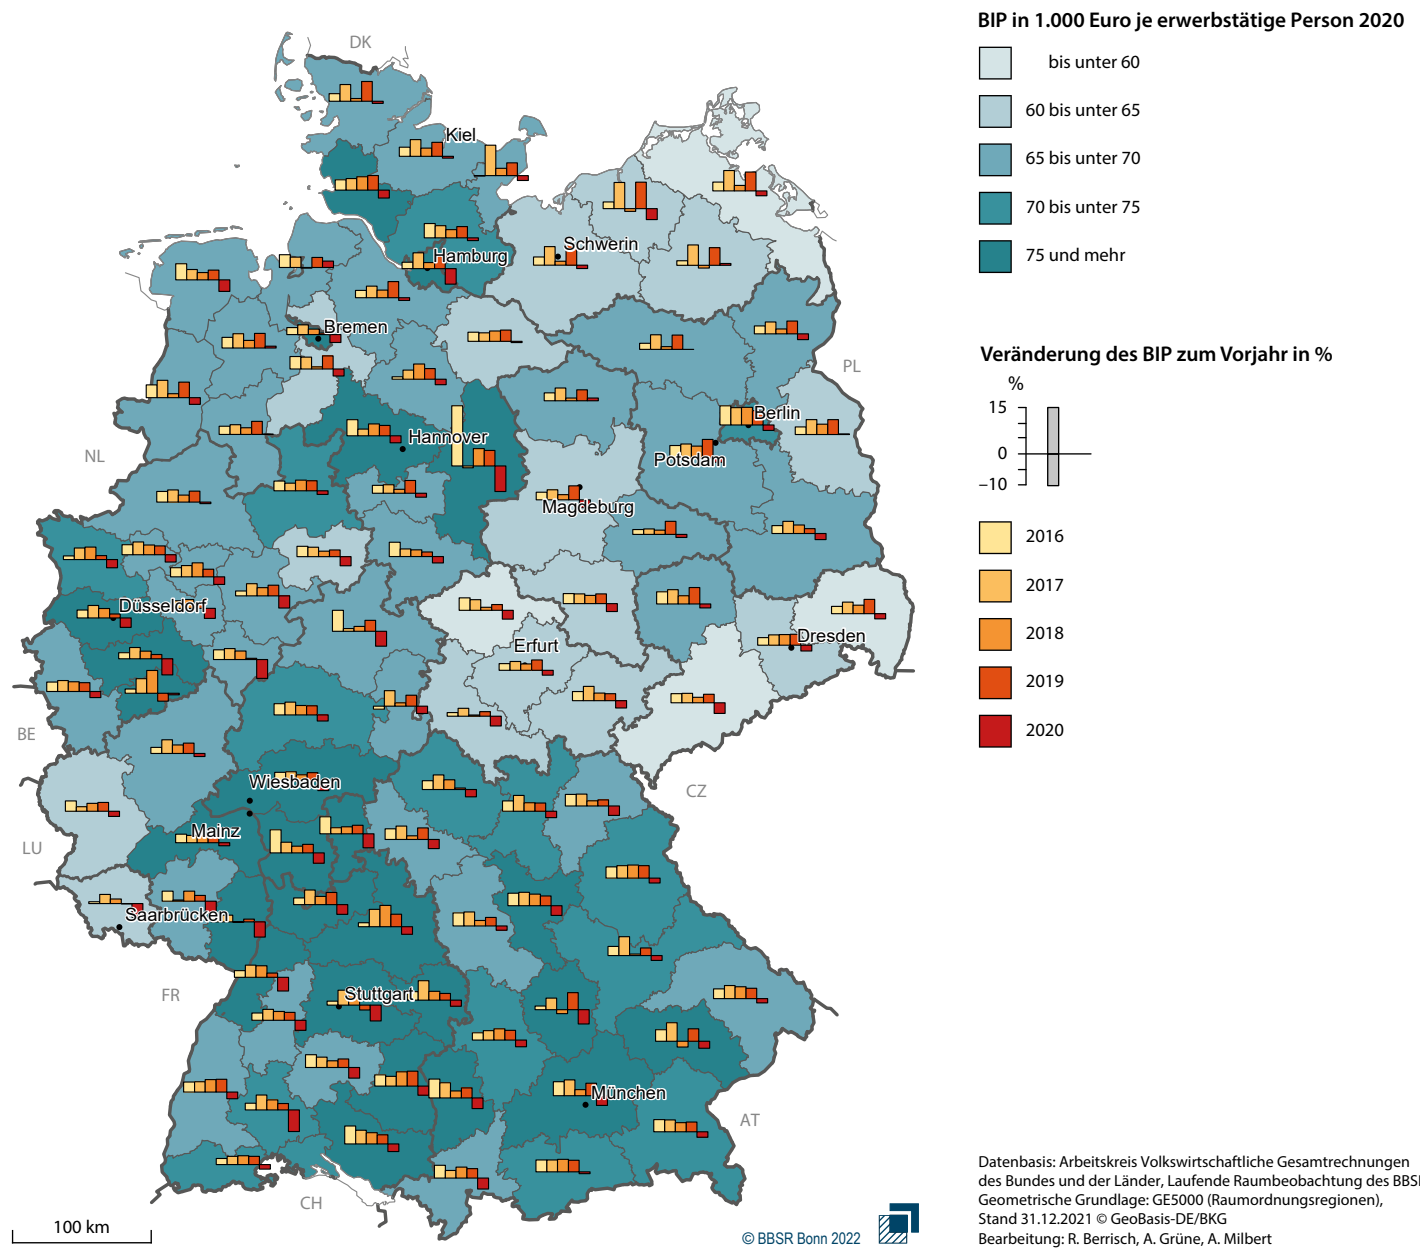 BIP in 1.000 Euro je erwerbstätige Person 2020
bis unter 60
60 bis unter 65
65 bis unter 70
70 bis unter 75
75 und mehr
Veränderung des BIP zum Vorjahr in %
%
15
0
−10
2016
2017
2018
2019
2020
DK
Kiel
Schwerin
Hamburg
Bremen
PL
Berlin
Hannover
NL
Potsdam
Magdeburg
Düsseldorf
Dresden
Erfurt
BE
Wiesbaden
CZ
Mainz
LU
Saarbrücken
FR
Stuttgart
München
AT
CH
100 km
© BBSR Bonn 2022
Datenbasis: Arbeitskreis Volkswirtschaftliche Gesamtrechnungen
des Bundes und der Länder, Laufende Raumbeobachtung des BBS
Geometrische Grundlage: GE5000 (Raumordnungsregionen),
Stand 31.12.2021 © GeoBasis-DE/BKG
Bearbeitung: R. Berrisch, A. Grüne, A. Milbert